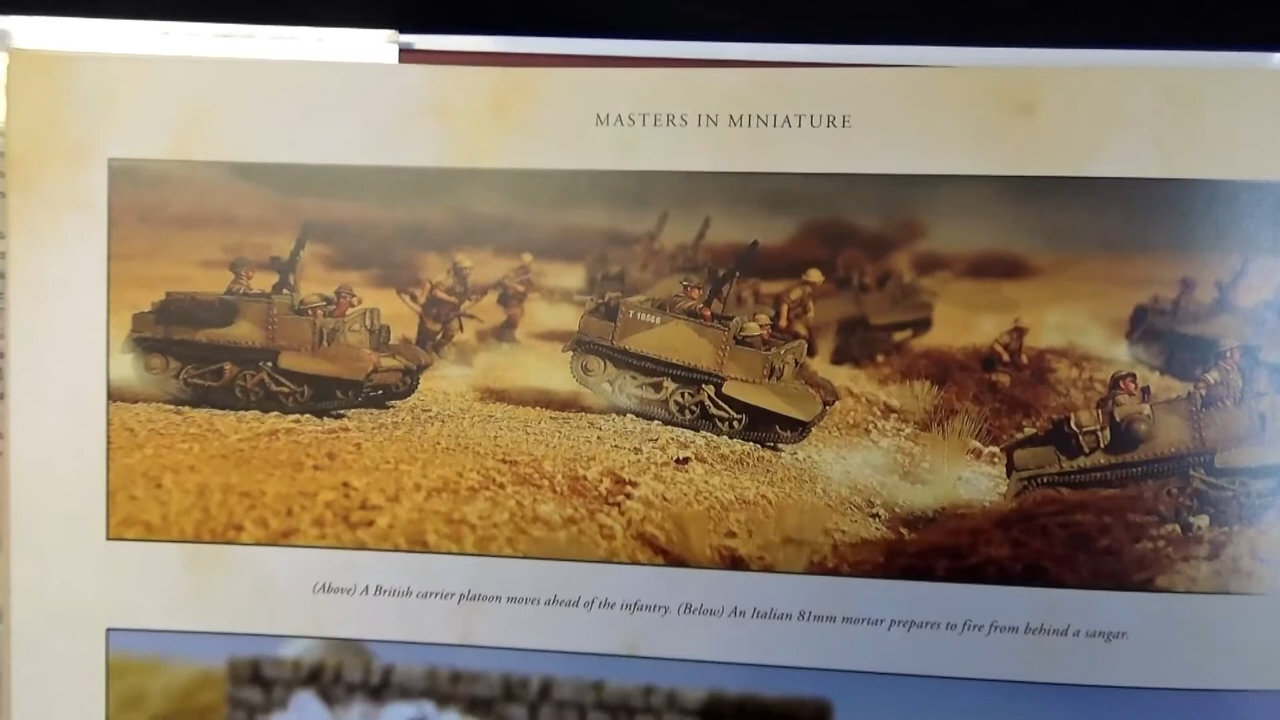 MASTERS IN MINIATURE
T 18568
(Above) A British carrier platoon moves ahead of the infantry. (Below) An Italian 81mm mortar prepares to fire from behind a sangar.